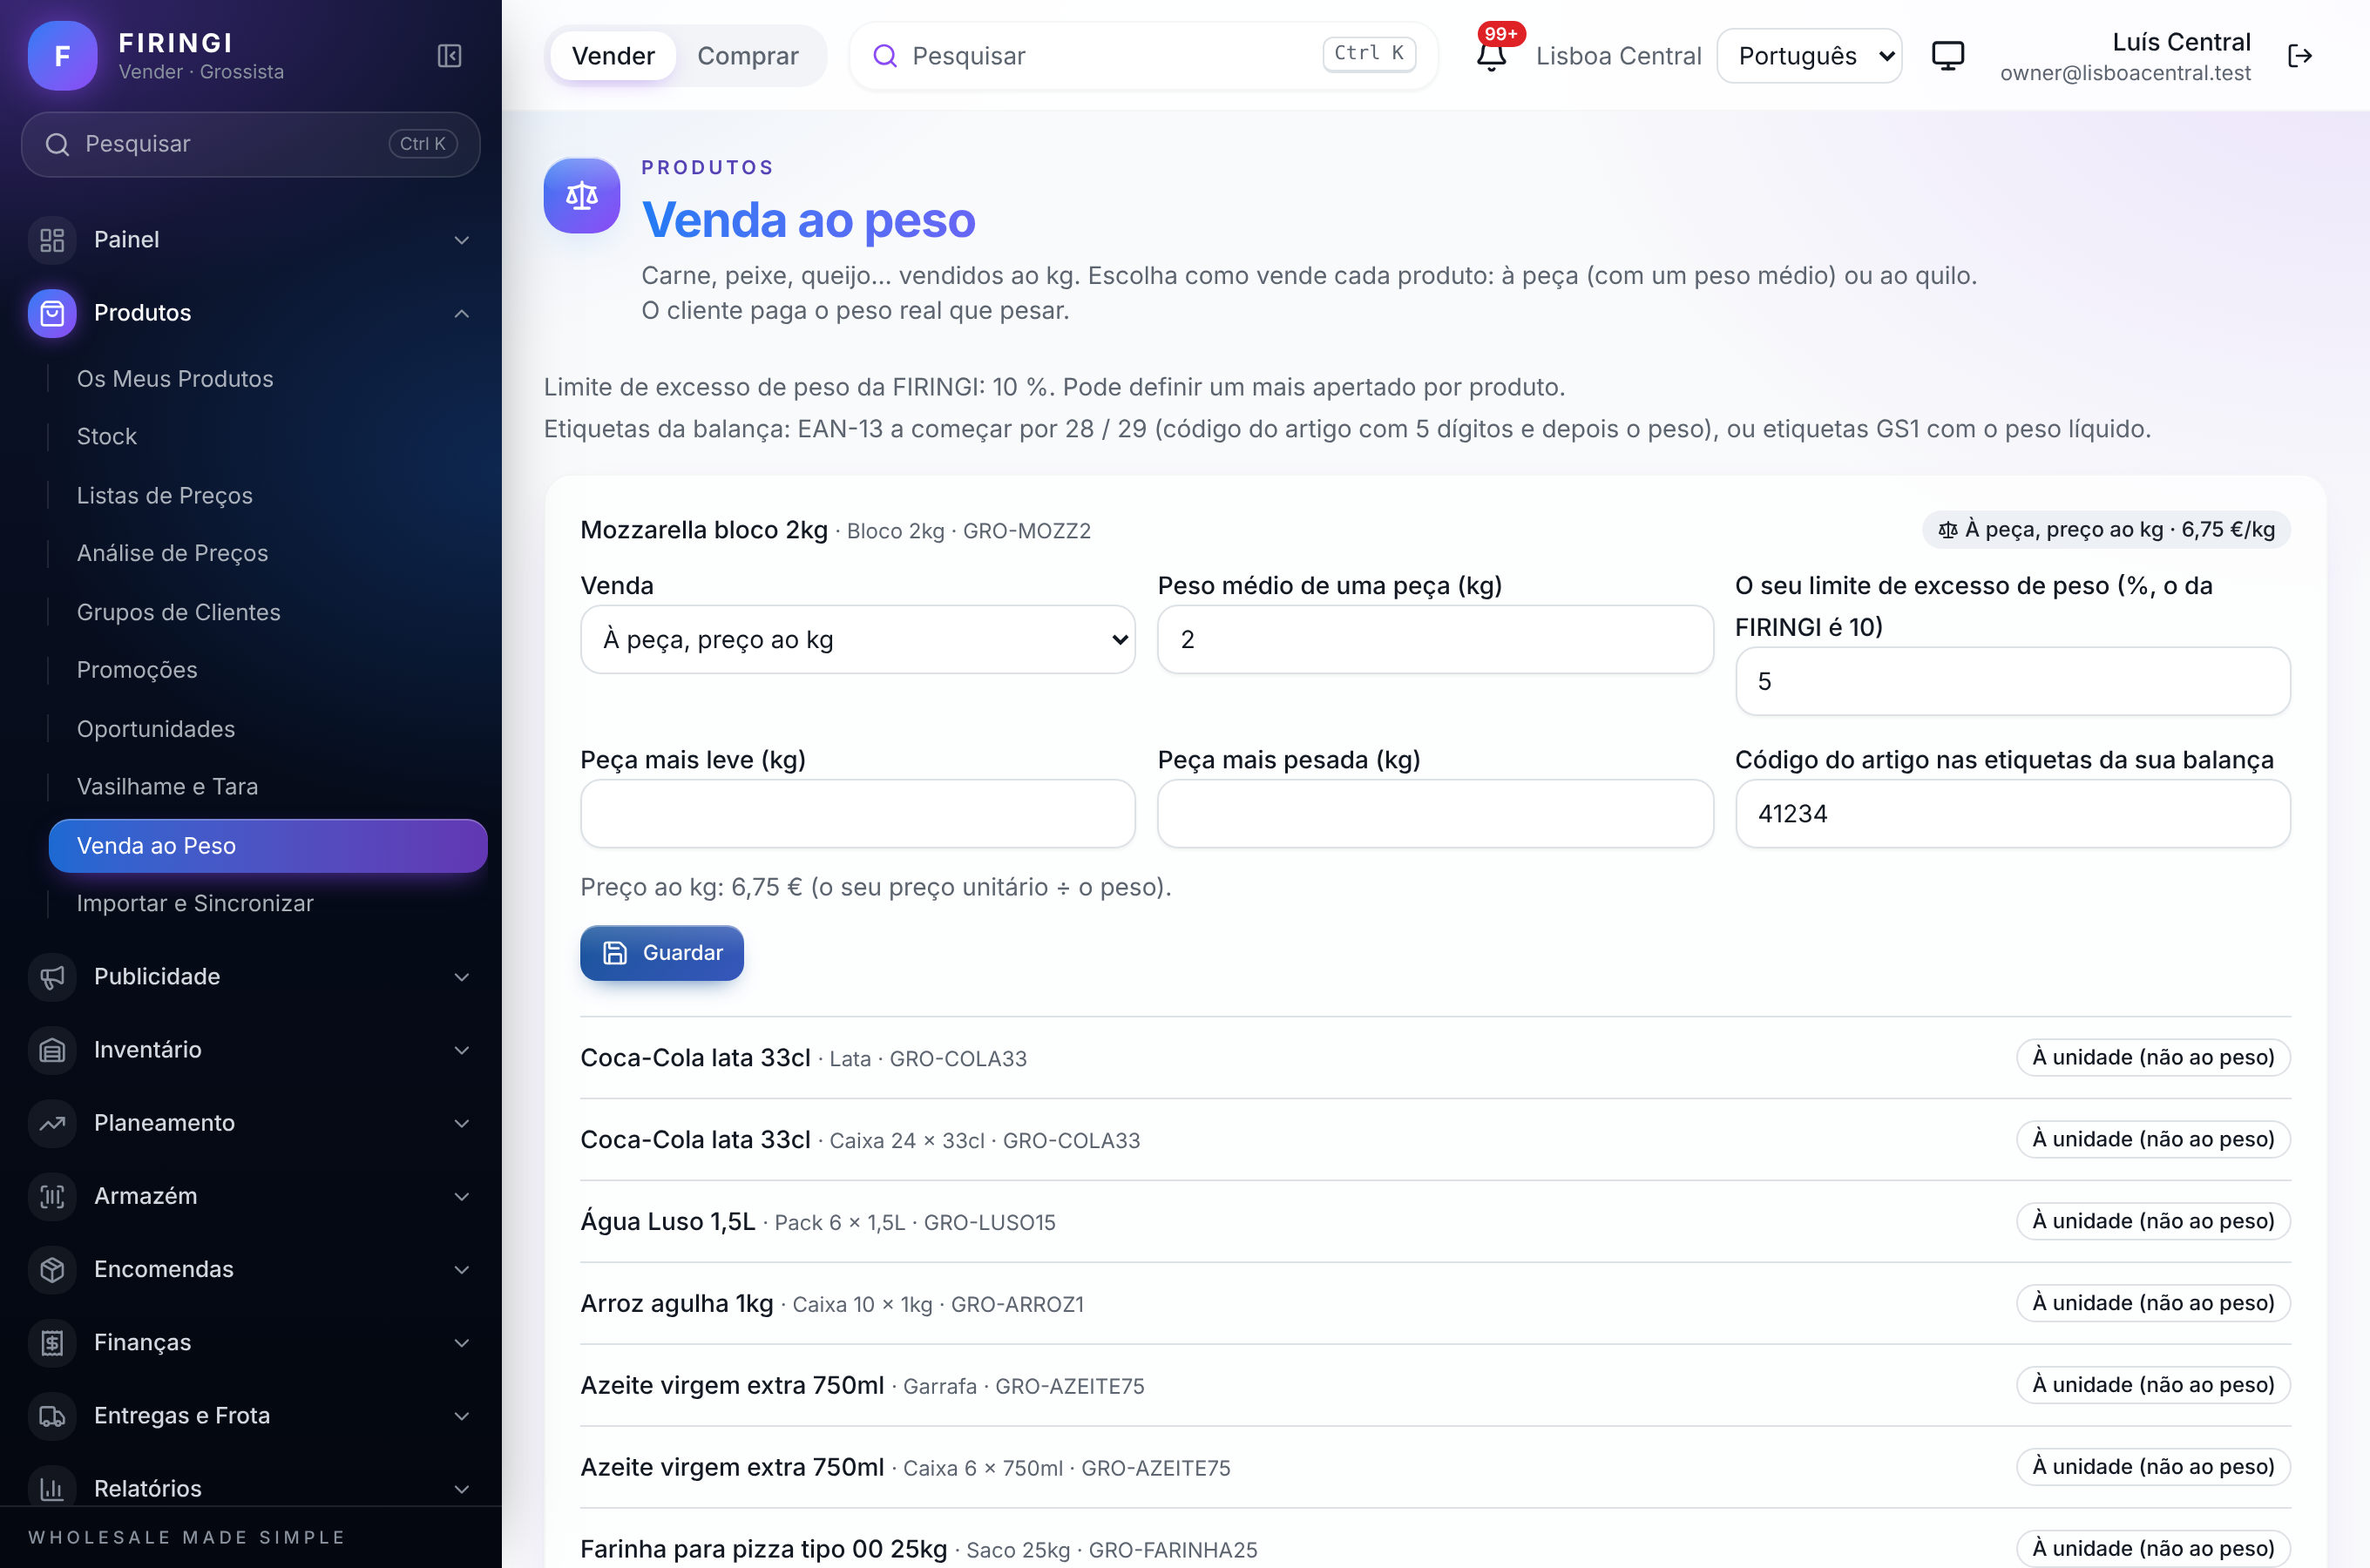 F
FIRINGI
Vender · Grossista
Pesquisar
Ctrl K
Painel
Produtos
Os Meus Produtos
Stock
Listas de Preços
Análise de Preços
Grupos de Clientes
Promoções
Oportunidades
Vasilhame e Tara
Venda ao Peso
Importar e Sincronizar
Publicidade
Inventário
Planeamento
Armazém
Encomendas
Finanças
Entregas e Frota
Relatórios
WHOLESALE MADE SIMPLE
Vender
Comprar
Pesquisar
Ctrl K
99+
Lisboa Central
Português
Luís Central
owner@lisboacentral.test
PRODUTOS
Venda ao peso
Carne, peixe, queijo… vendidos ao kg. Escolha como vende cada produto: à peça (com um peso médio) ou ao quilo.
O cliente paga o peso real que pesar.
Limite de excesso de peso da FIRINGI: 10 %. Pode definir um mais apertado por produto.
Etiquetas da balança: EAN-13 a começar por 28 / 29 (código do artigo com 5 dígitos e depois o peso), ou etiquetas GS1 com o peso líquido.
Mozzarella bloco 2kg · Bloco 2kg · GRO-MOZZ2
À peça, preço ao kg · 6,75 €/kg
Venda
À peça, preço ao kg
Peso médio de uma peça (kg)
2
O seu limite de excesso de peso (%, o da
FIRINGI é 10)
5
Peça mais leve (kg)
Peça mais pesada (kg)
Código do artigo nas etiquetas da sua balança
41234
Preço ao kg: 6,75 € (o seu preço unitário ÷ o peso).
Guardar
Coca-Cola lata 33cl · Lata · GRO-COLA33
À unidade (não ao peso)
Coca-Cola lata 33cl · Caixa 24 × 33cl · GRO-COLA33
À unidade (não ao peso)
Água Luso 1,5L · Pack 6 × 1,5L · GRO-LUSO15
À unidade (não ao peso)
Arroz agulha 1kg · Caixa 10 × 1kg · GRO-ARROZ1
À unidade (não ao peso)
Azeite virgem extra 750ml · Garrafa · GRO-AZEITE75
À unidade (não ao peso)
Azeite virgem extra 750ml · Caixa 6 × 750ml · GRO-AZEITE75
À unidade (não ao peso)
Farinha para pizza tipo 00 25kg · Saco 25kg · GRO-FARINHA25
À unidade (não ao peso)